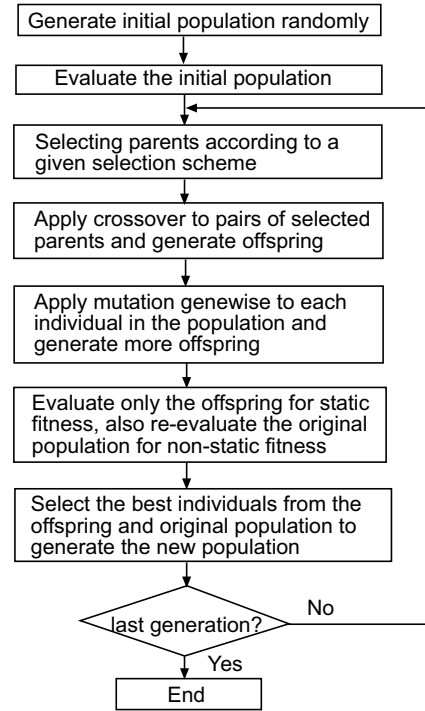 Generate initial population randomly
Evaluate the initial population
Selecting parents according to a
given selection scheme
Apply crossover to pairs of selected
parents and generate offspring
Apply mutation genewise to each
individual in the population and
generate more offspring
Evaluate only the offspring for static
fitness, also re-evaluate the original
population for non-static fitness
Select the best individuals from the
offspring and original population to
generate the new population
last generation?
No
Yes
End